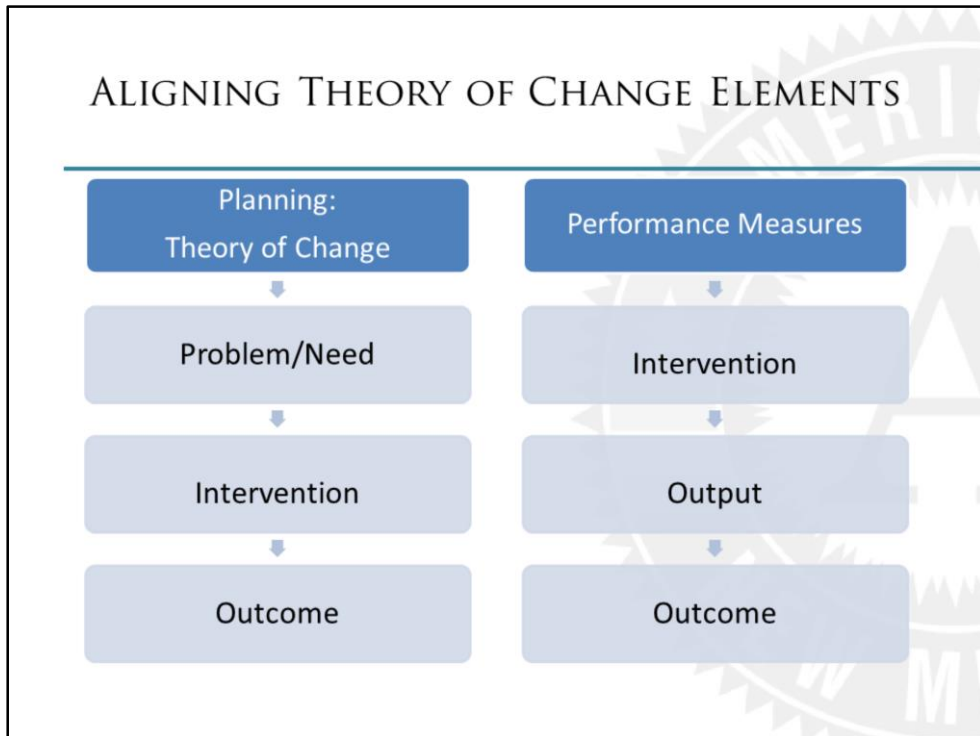 ALIGNING THEORY OF CHANGE ELEMENTS
Planning:
Theory of Change
Problem/Need
Intervention
Outcome
Performance Measures
Intervention
Output
Outcome